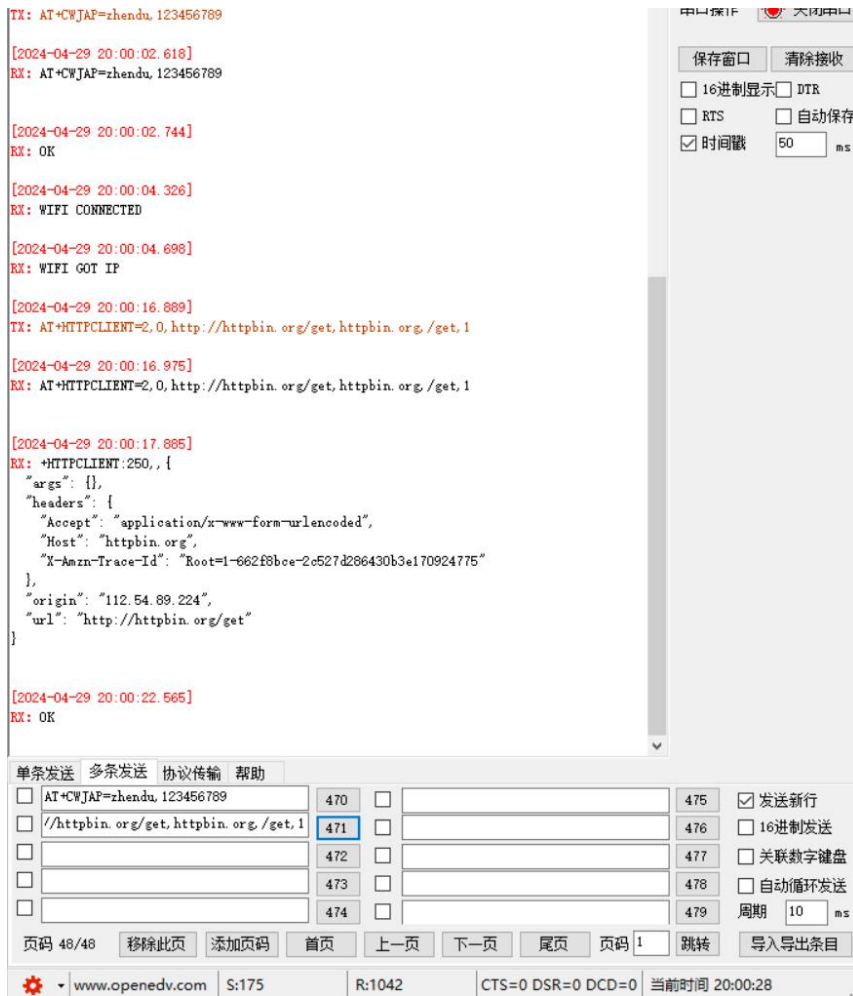 TX: AT+CWJAP=zhendu,123456789
[2024-04-29 20:00:02.618]
RX: AT+CWJAP=zhendu,123456789
[2024-04-29 20:00:02.744]
RX: OK
[2024-04-29 20:00:04.326]
RX: WIFI CONNECTED
[2024-04-29 20:00:04.698]
RX: WIFI GOT IP
[2024-04-29 20:00:16.889]
TX: AT+HTTPCLIENT=2,0,http://httpbin.org/get,httpbin.org,/get,1
[2024-04-29 20:00:16.975]
RX: AT+HTTPCLIENT=2,0,http://httpbin.org/get,httpbin.org,/get,1
[2024-04-29 20:00:17.885]
RX: +HTTPCLIENT:250,,{
"args": {},
"headers": {
"Accept": "application/x-www-form-urlencoded",
"Host": "httpbin.org",
"X-Amzn-Trace-Id": "Root=1-662f8bce-2c527d286430b3e170924775"
},
"origin": "112.54.89.224",
"url": "http://httpbin.org/get"
}
[2024-04-29 20:00:22.565]
RX: OK
串口操作 关闭串口
保存窗口 清除接收
16进制显示 DTR
RTS 自动保存
时间戳 50 ms
单条发送 多条发送 协议传输 帮助
AT+CWJAP=zhendu,123456789 470 475 发送新行
//httpbin.org/get,httpbin.org,/get,1 471 476 16进制发送
472 477 关联数字键盘
473 478 自动循环发送
474 479 周期 10 ms
页码 48/48 移除此页 添加页码 首页 上一页 下一页 尾页 页码 1 跳转 导入导出条目
www.openedv.com S:175 R:1042 CTS=0 DSR=0 DCD=0 当前时间 20:00:28